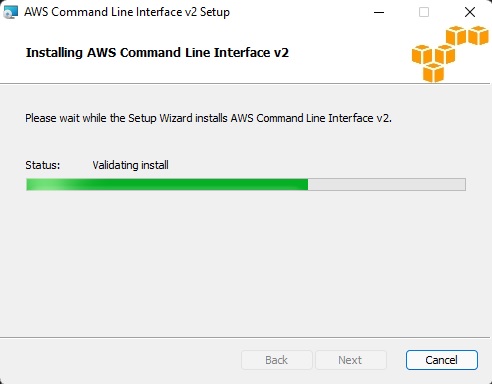 AWS Command Line Interface v2 Setup
Installing AWS Command Line Interface v2
Please wait while the Setup Wizard installs AWS Command Line Interface v2.
Status: Validating install
Back Next Cancel